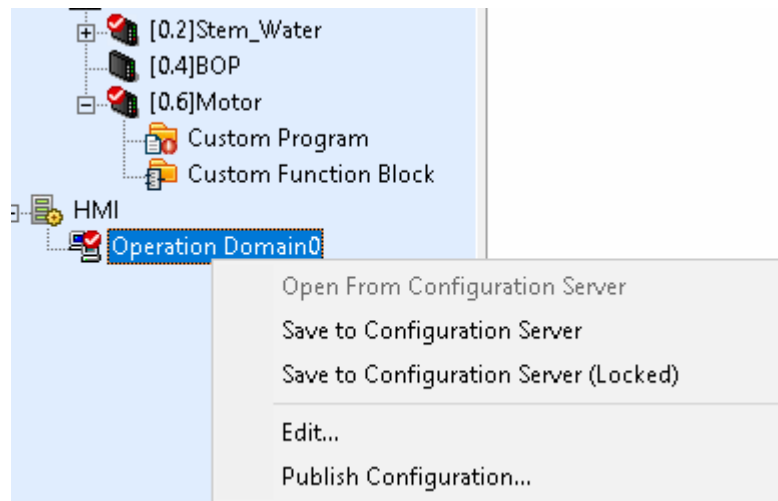 [0.2]Stem_Water
[0.4]BOP
[0.6]Motor
Custom Program
Custom Function Block
HMI
Operation Domain0
Open From Configuration Server
Save to Configuration Server
Save to Configuration Server (Locked)
Edit...
Publish Configuration...